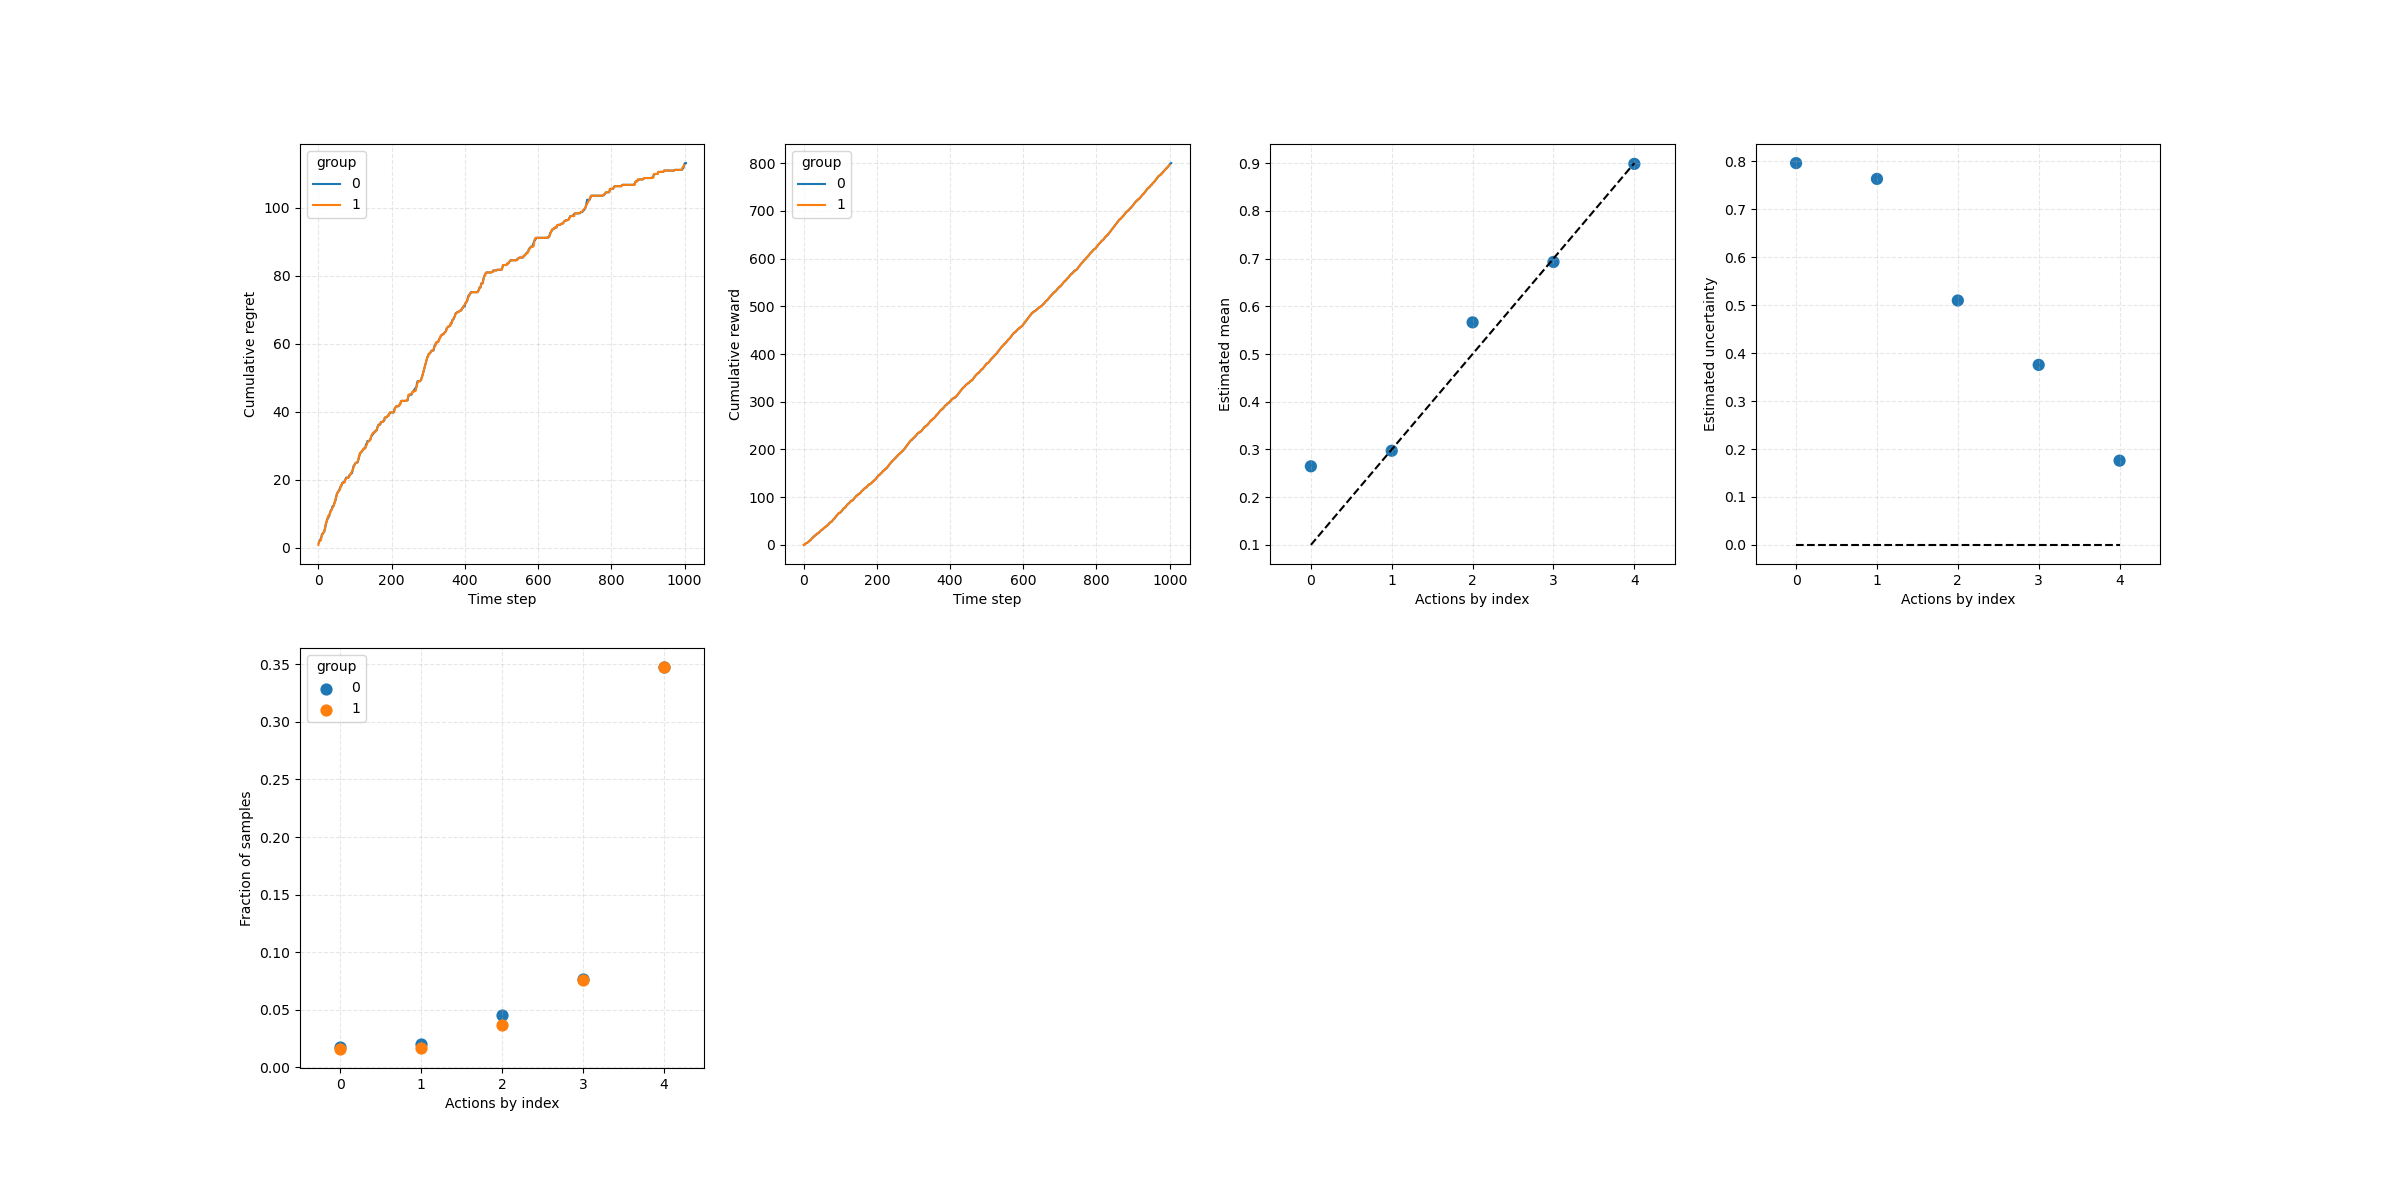 group
0
1
100
80
60
40
20
0
Cumulative regret
0 200 400 600 800 1000
Time step
group
0
1
800
700
600
500
400
300
200
100
0
Cumulative reward
0 200 400 600 800 1000
Time step
0.9
0.8
0.7
0.6
0.5
0.4
0.3
0.2
0.1
Estimated mean
0 1 2 3 4
Actions by index
0.8
0.7
0.6
0.5
0.4
0.3
0.2
0.1
0.0
Estimated uncertainty
0 1 2 3 4
Actions by index
group
0
1
0.35
0.30
0.25
0.20
0.15
0.10
0.05
0.00
Fraction of samples
0 1 2 3 4
Actions by index